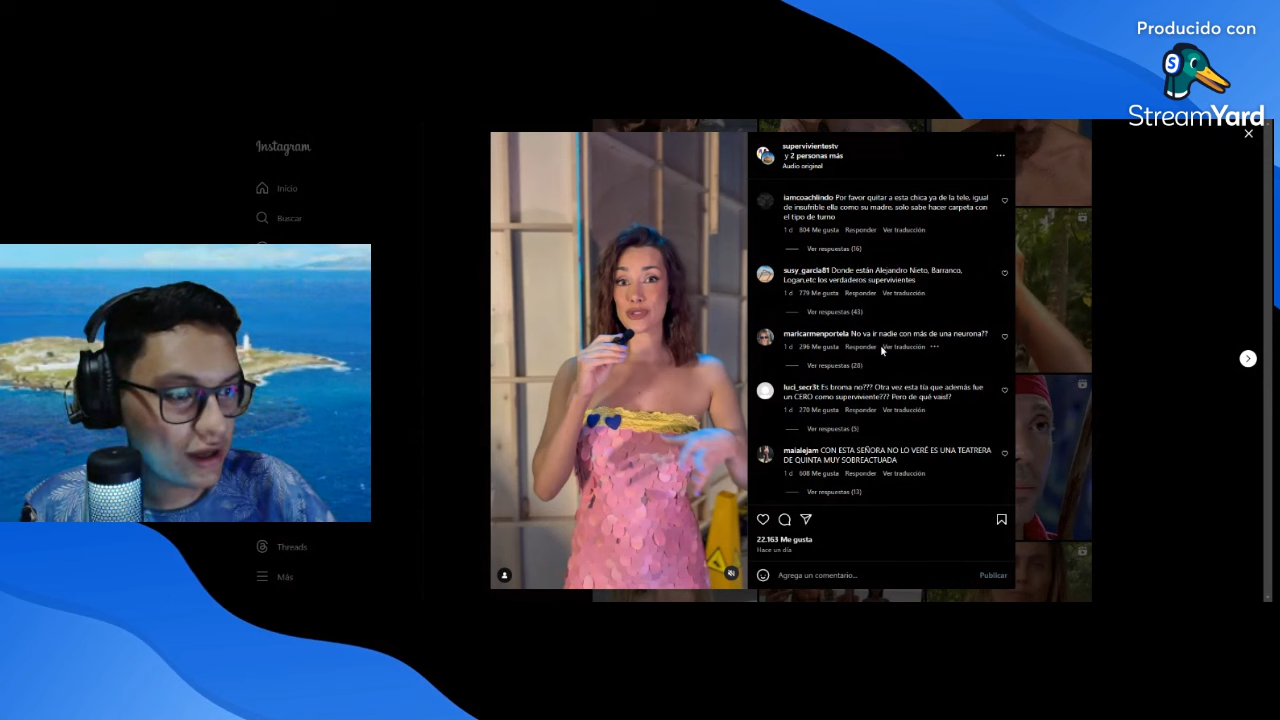 Producido con
StreamYard
Instagram
Inicio
Buscar
Threads
Más
supervivientestv
y 2 personas más
Audio original
iamcoachlindo Por favor quitar a esta chica ya de la tele, igual
de insufrible ella como su madre, solo sabe hacer carpeta con
el tipo de turno
1 d 804 Me gusta Responder Ver traducción
Ver respuestas (16)
susy_garcia81 Donde están Alejandro Nieto, Barranco,
Logan,etc los verdaderos supervivientes
1 d 779 Me gusta Responder Ver traducción
Ver respuestas (43)
maricarmenportela No va ir nadie con más de una neurona??
1 d 296 Me gusta Responder Ver traducción
Ver respuestas (28)
luci_secr3t Es broma no??? Otra vez esta tía que además fue
un CERO como superviviente??? Pero de qué vais!?
1 d 270 Me gusta Responder Ver traducción
Ver respuestas (5)
maialejam CON ESTA SEÑORA NO LO VERÉ ES UNA TEATRERA
DE QUINTA MUY SOBREACTUADA
1 d 608 Me gusta Responder Ver traducción
Ver respuestas (13)
22.163 Me gusta
Hace un día
Agrega un comentario...
Publicar